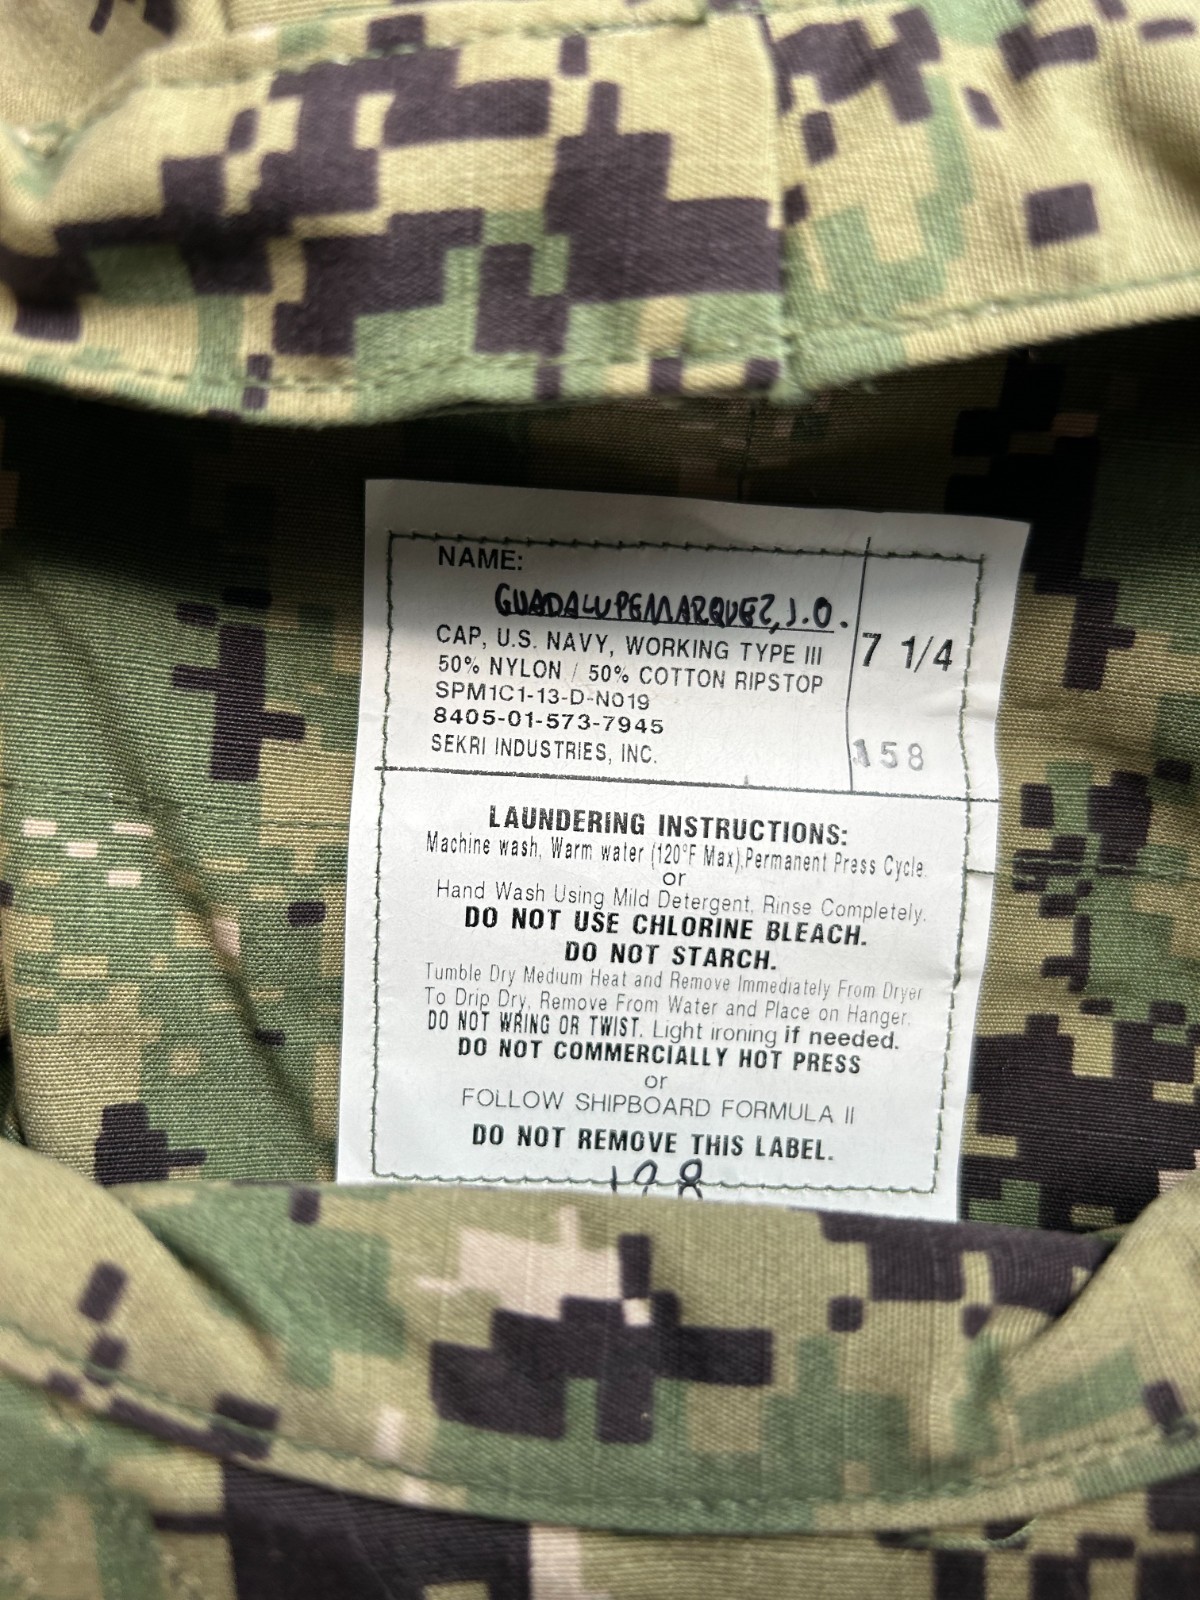 NAME:
GUADALUPEMARQUEZ, J.O.
CAP, U.S. NAVY, WORKING TYPE III
7 1/4
50% NYLON / 50% COTTON RIPSTOP
SPM1C1-13-D-N019
8405-01-573-7945
SEKRI INDUSTRIES, INC.
158
LAUNDERING INSTRUCTIONS:
Machine wash, Warm water (120°F Max),Permanent Press Cycle.
or
Hand Wash Using Mild Detergent, Rinse Completely.
DO NOT USE CHLORINE BLEACH.
DO NOT STARCH.
Tumble Dry Medium Heat and Remove Immediately From Dryer
To Drip Dry, Remove From Water and Place on Hanger.
DO NOT WRING OR TWIST. Light ironing if needed.
DO NOT COMMERCIALLY HOT PRESS
or
FOLLOW SHIPBOARD FORMULA II
DO NOT REMOVE THIS LABEL.